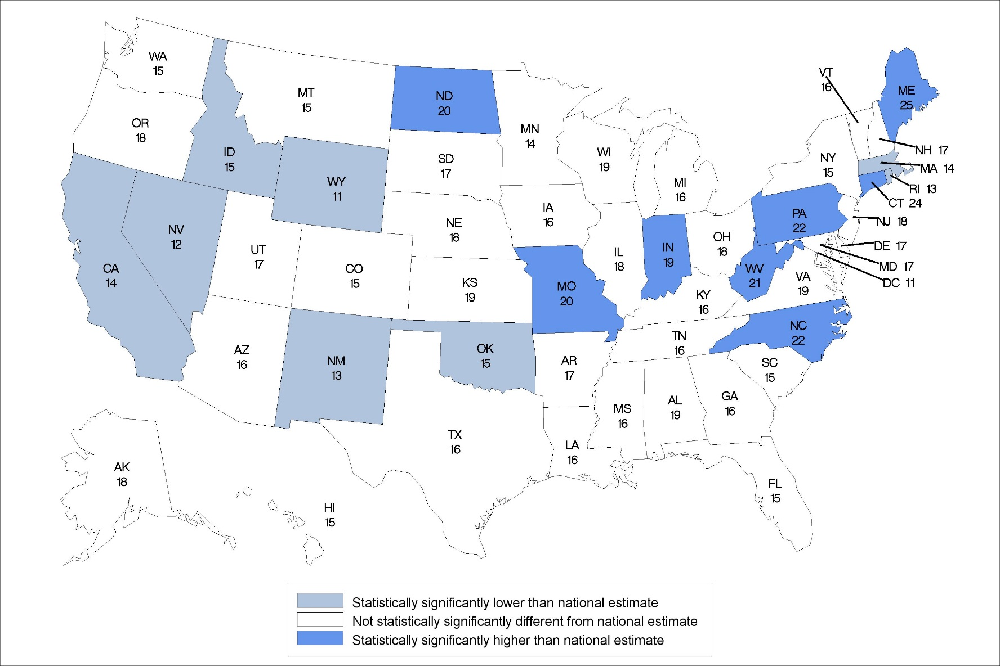 WA
15
MT
15
ND
20
VT
16
ME
25
OR
18
ID
15
MN
14
NH 17
WY
11
SD
17
WI
19
NY
15
MA 14
MI
16
RI 13
CT 24
IA
16
NE
18
PA
22
NJ 18
NV
12
UT
17
OH
18
DE 17
IN
19
IL
18
MD 17
CA
14
CO
15
WV
21
VA
19
DC 11
KS
19
MO
20
KY
16
NC
22
TN
16
AZ
16
OK
15
NM
13
AR
17
SC
15
MS
16
AL
19
GA
16
TX
16
LA
16
AK
18
FL
15
HI
15
Statistically significantly lower than national estimate
Not statistically significantly different from national estimate
Statistically significantly higher than national estimate